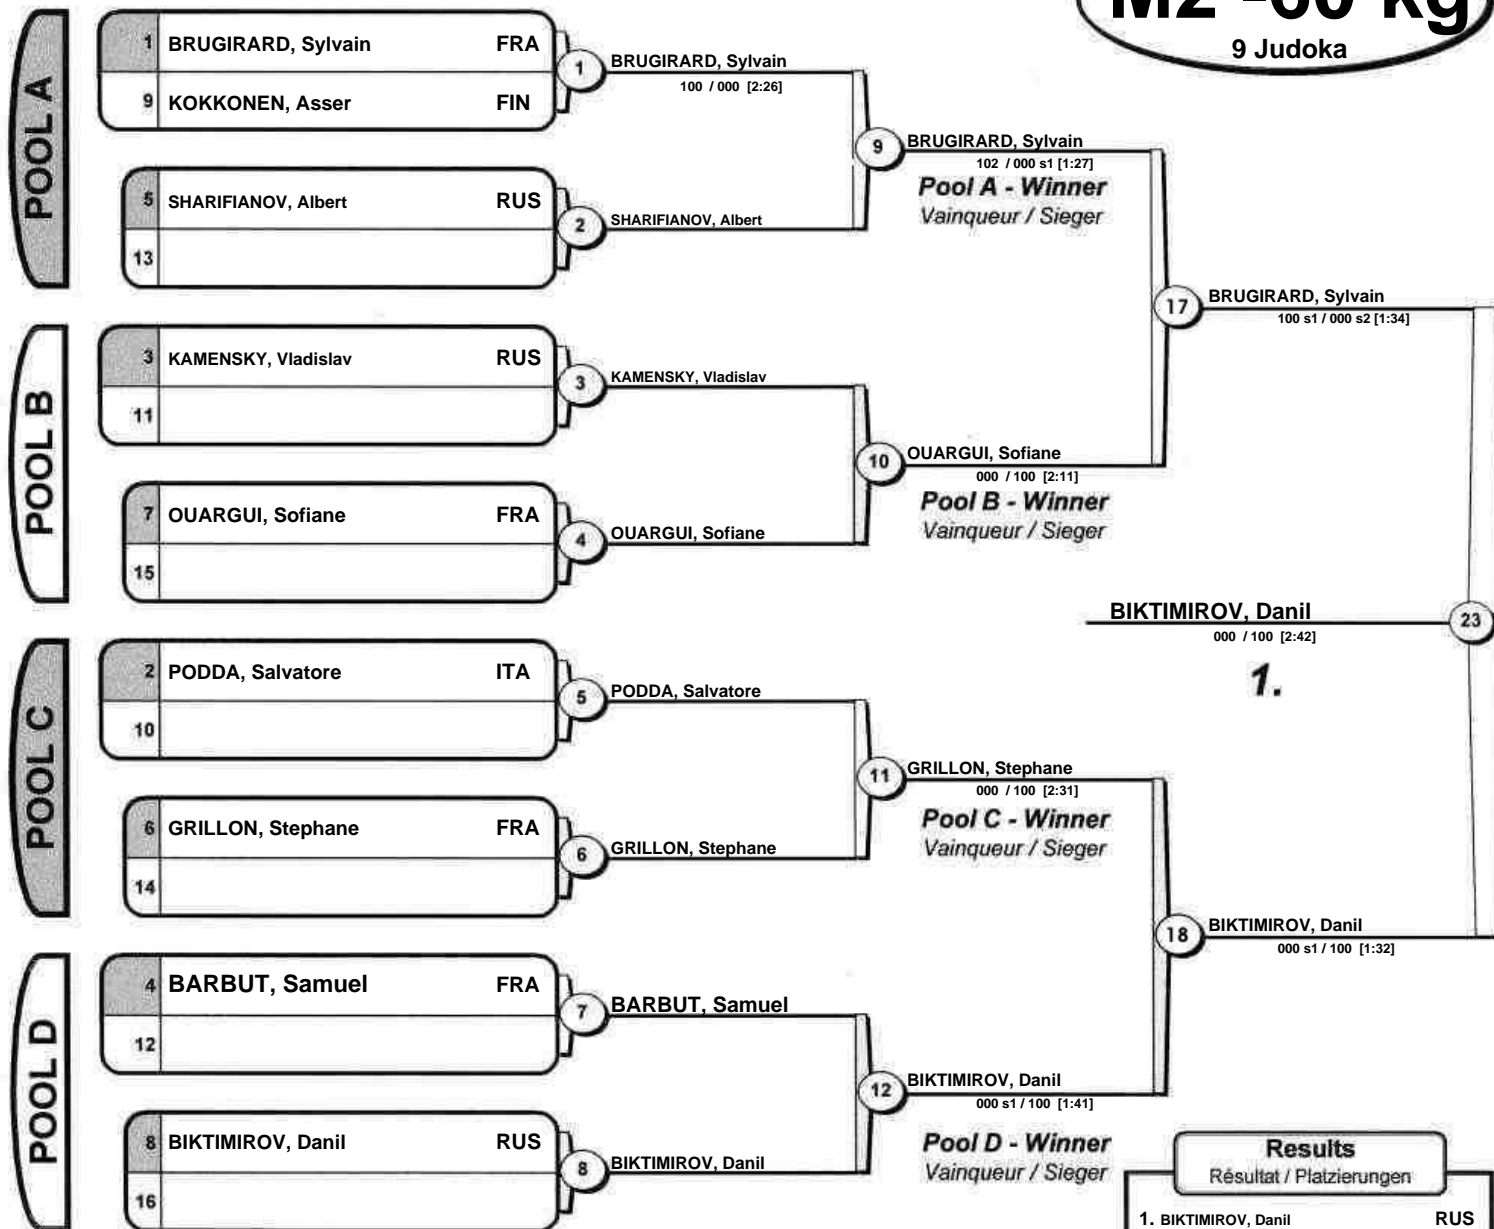 M2 -60 kg
9 Judoka
POOL A
1 BRUGIRARD, Sylvain FRA
9 KOKKONEN, Asser FIN
1
BRUGIRARD, Sylvain
100 / 000 [2:26]
5 SHARIFIANOV, Albert RUS
13
2
SHARIFIANOV, Albert
9
BRUGIRARD, Sylvain
102 / 000 s1 [1:27]
Pool A - Winner
Vainqueur / Sieger
POOL B
3 KAMENSKY, Vladislav RUS
11
3
KAMENSKY, Vladislav
7 OUARGUI, Sofiane FRA
15
4
OUARGUI, Sofiane
10
OUARGUI, Sofiane
000 / 100 [2:11]
Pool B - Winner
Vainqueur / Sieger
17
BRUGIRARD, Sylvain
100 s1 / 000 s2 [1:34]
BIKTIMIROV, Danil
000 / 100 [2:42]
23
1.
POOL C
2 PODDA, Salvatore ITA
10
5
PODDA, Salvatore
6 GRILLON, Stephane FRA
14
6
GRILLON, Stephane
11
GRILLON, Stephane
000 / 100 [2:31]
Pool C - Winner
Vainqueur / Sieger
18
BIKTIMIROV, Danil
000 s1 / 100 [1:32]
POOL D
4 BARBUT, Samuel FRA
12
7
BARBUT, Samuel
8 BIKTIMIROV, Danil RUS
16
8
BIKTIMIROV, Danil
12
BIKTIMIROV, Danil
000 s1 / 100 [1:41]
Pool D - Winner
Vainqueur / Sieger
Results
Résultat / Platzierungen
1. BIKTIMIROV, Danil RUS